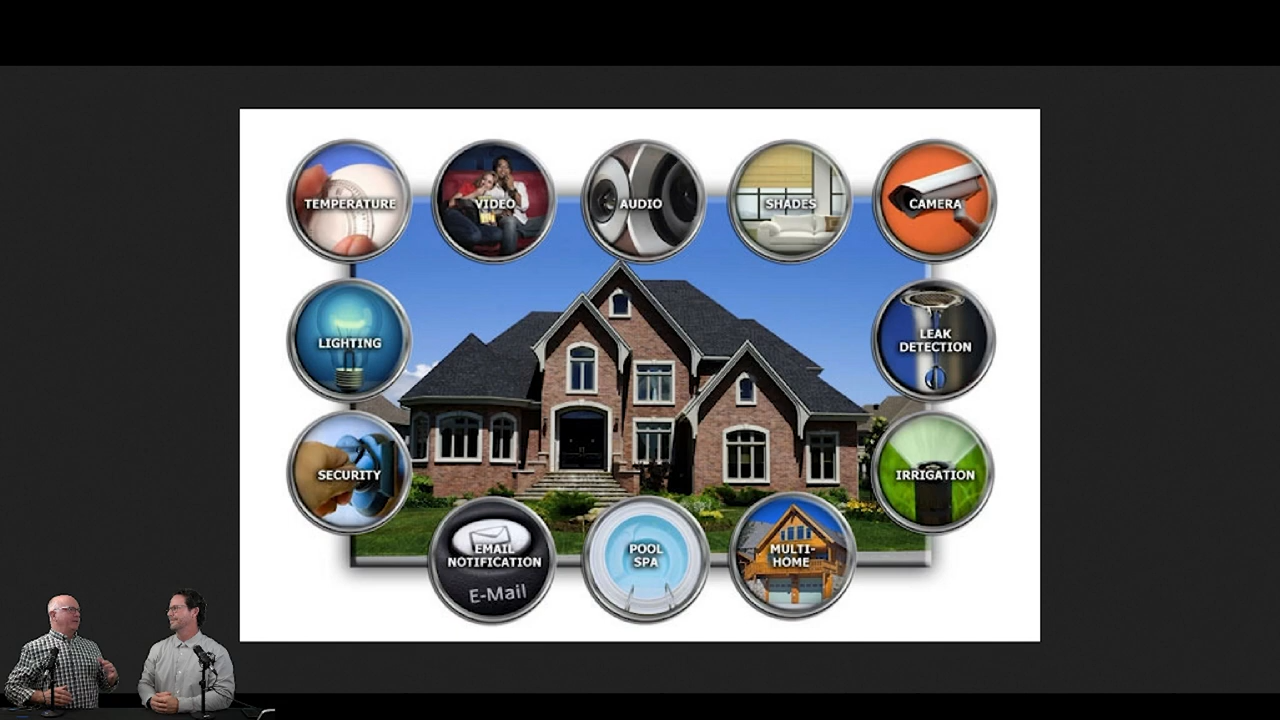 TEMPERATURE
VIDEO
AUDIO
SHADES
CAMERA
LIGHTING
LEAK
DETECTION
SECURITY
IRRIGATION
EMAIL
NOTIFICATION
E-Mail
POOL
SPA
MULTI-
HOME